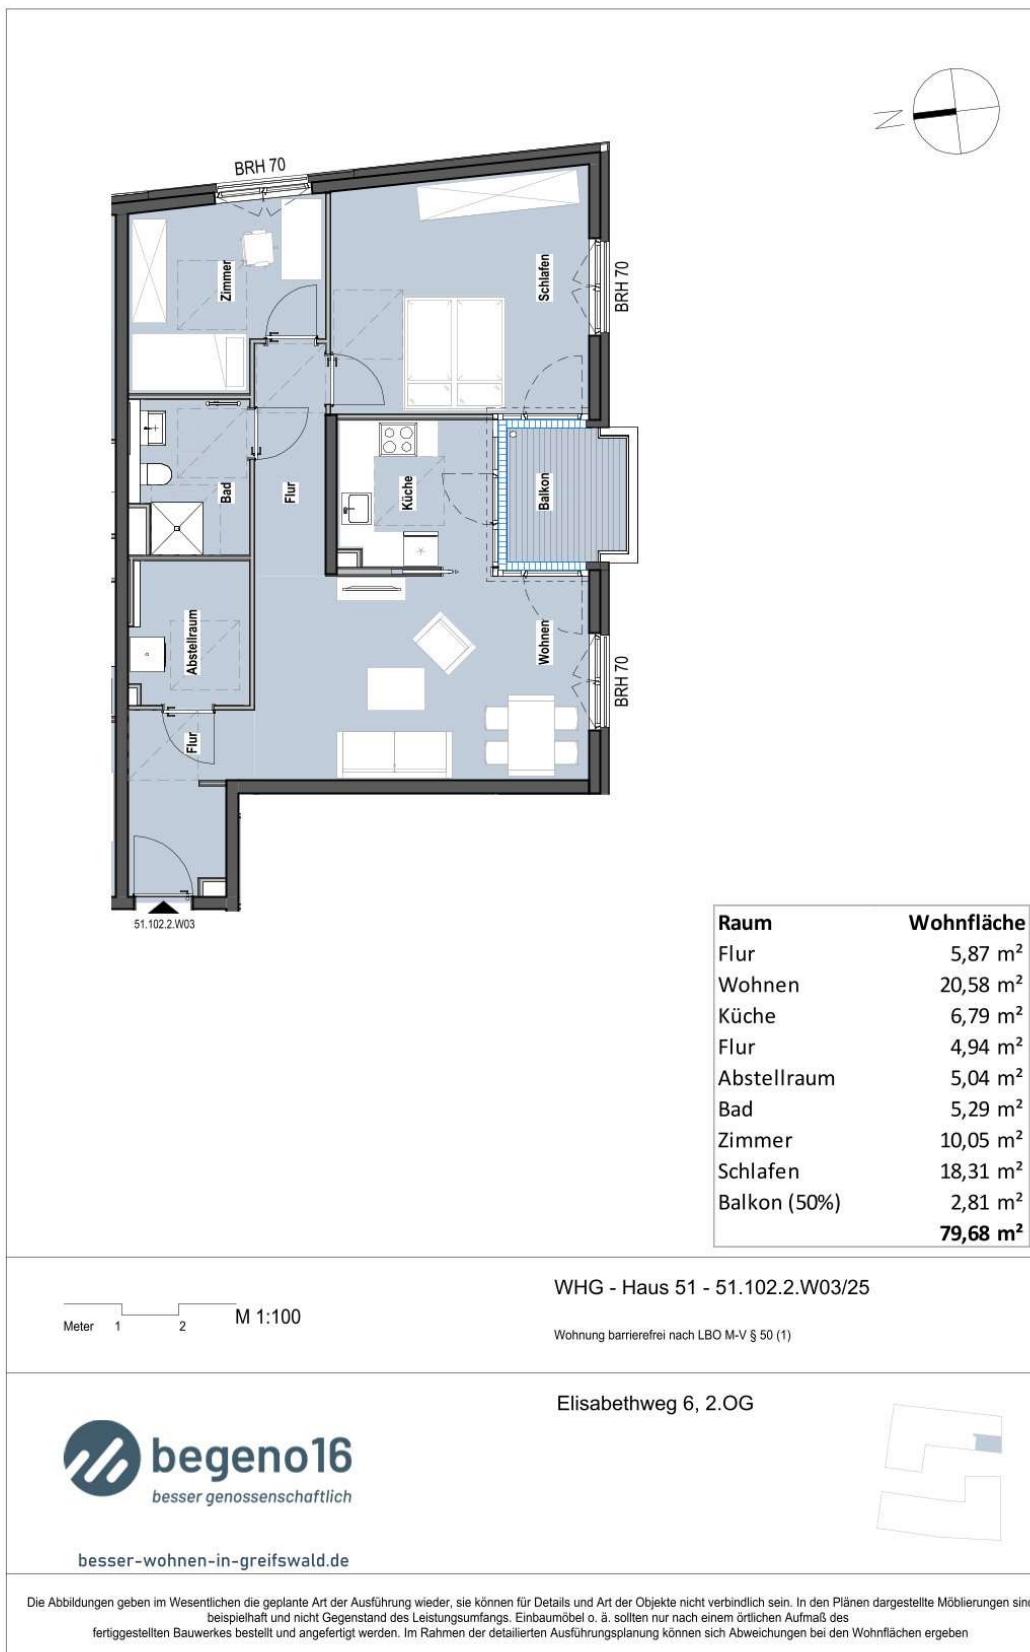 N
BRH 70
Zimmer
Schlafen
BRH 70
Bad
Flur
Küche
Balkon
Abstellraum
Wohnen
BRH 70
Flur
51.102.2.W03
Raum Wohnfläche
Flur 5,87 m²
Wohnen 20,58 m²
Küche 6,79 m²
Flur 4,94 m²
Abstellraum 5,04 m²
Bad 5,29 m²
Zimmer 10,05 m²
Schlafen 18,31 m²
Balkon (50%) 2,81 m²
79,68 m²
Meter 1 2 M 1:100
WHG - Haus 51 - 51.102.2.W03/25
Wohnung barrierefrei nach LBO M-V § 50 (1)
Elisabethweg 6, 2.OG
begeno16
besser genossenschaftlich
besser-wohnen-in-greifswald.de
Die Abbildungen geben im Wesentlichen die geplante Art der Ausführung wieder, sie können für Details und Art der Objekte nicht verbindlich sein. In den Plänen dargestellte Möblierungen sind
beispielhaft und nicht Gegenstand des Leistungsumfangs. Einbaumöbel o. ä. sollten nur nach einem örtlichen Aufmaß des
fertiggestellten Bauwerkes bestellt und angefertigt werden. Im Rahmen der detailierten Ausführungsplanung können sich Abweichungen bei den Wohnflächen ergeben